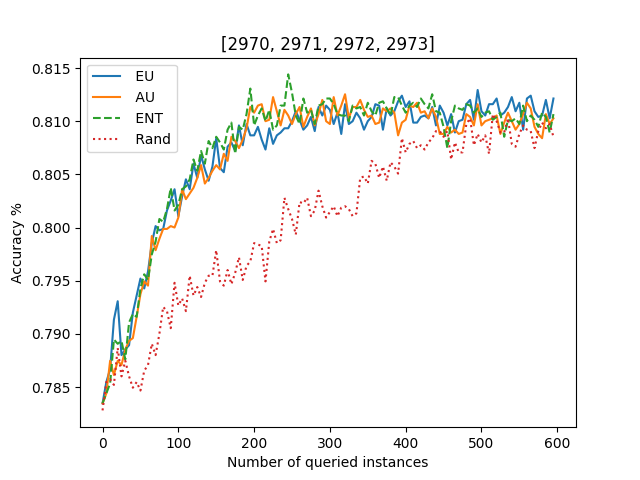 [2970, 2971, 2972, 2973]
EU
AU
ENT
Rand
Accuracy %
0.815
0.810
0.805
0.800
0.795
0.790
0.785
0 100 200 300 400 500 600
Number of queried instances